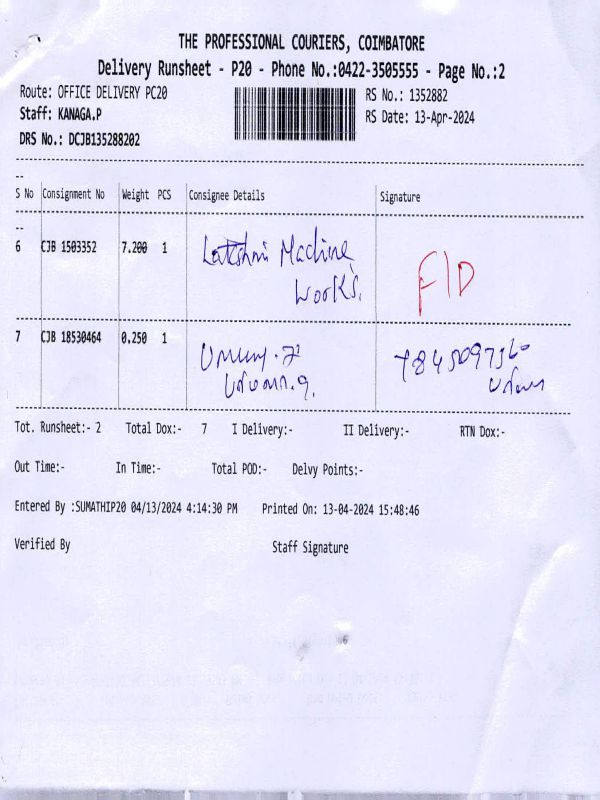 THE PROFESSIONAL COURIERS, COIMBATORE
Delivery Runsheet - P20 - Phone No.:0422-3505555 - Page No.:2
Route: OFFICE DELIVERY PC20
RS No.: 1352882
Staff: KANAGA.P
RS Date: 13-Apr-2024
DRS No.: DCJB135288202
S No Consignment No Weight PCS Consignee Details Signature
6 CJB 1503352 7.200 1 Lakshmi Machine
Works. FID
7 CJB 18530464 0.250 1
Tot. Runsheet:- 2 Total Dox:- 7 I Delivery:- II Delivery:- RTN Dox:-
Out Time:- In Time:- Total POD:- Delvy Points:-
Entered By :SUMATHIP20 04/13/2024 4:14:30 PM Printed On: 13-04-2024 15:48:46
Verified By Staff Signature